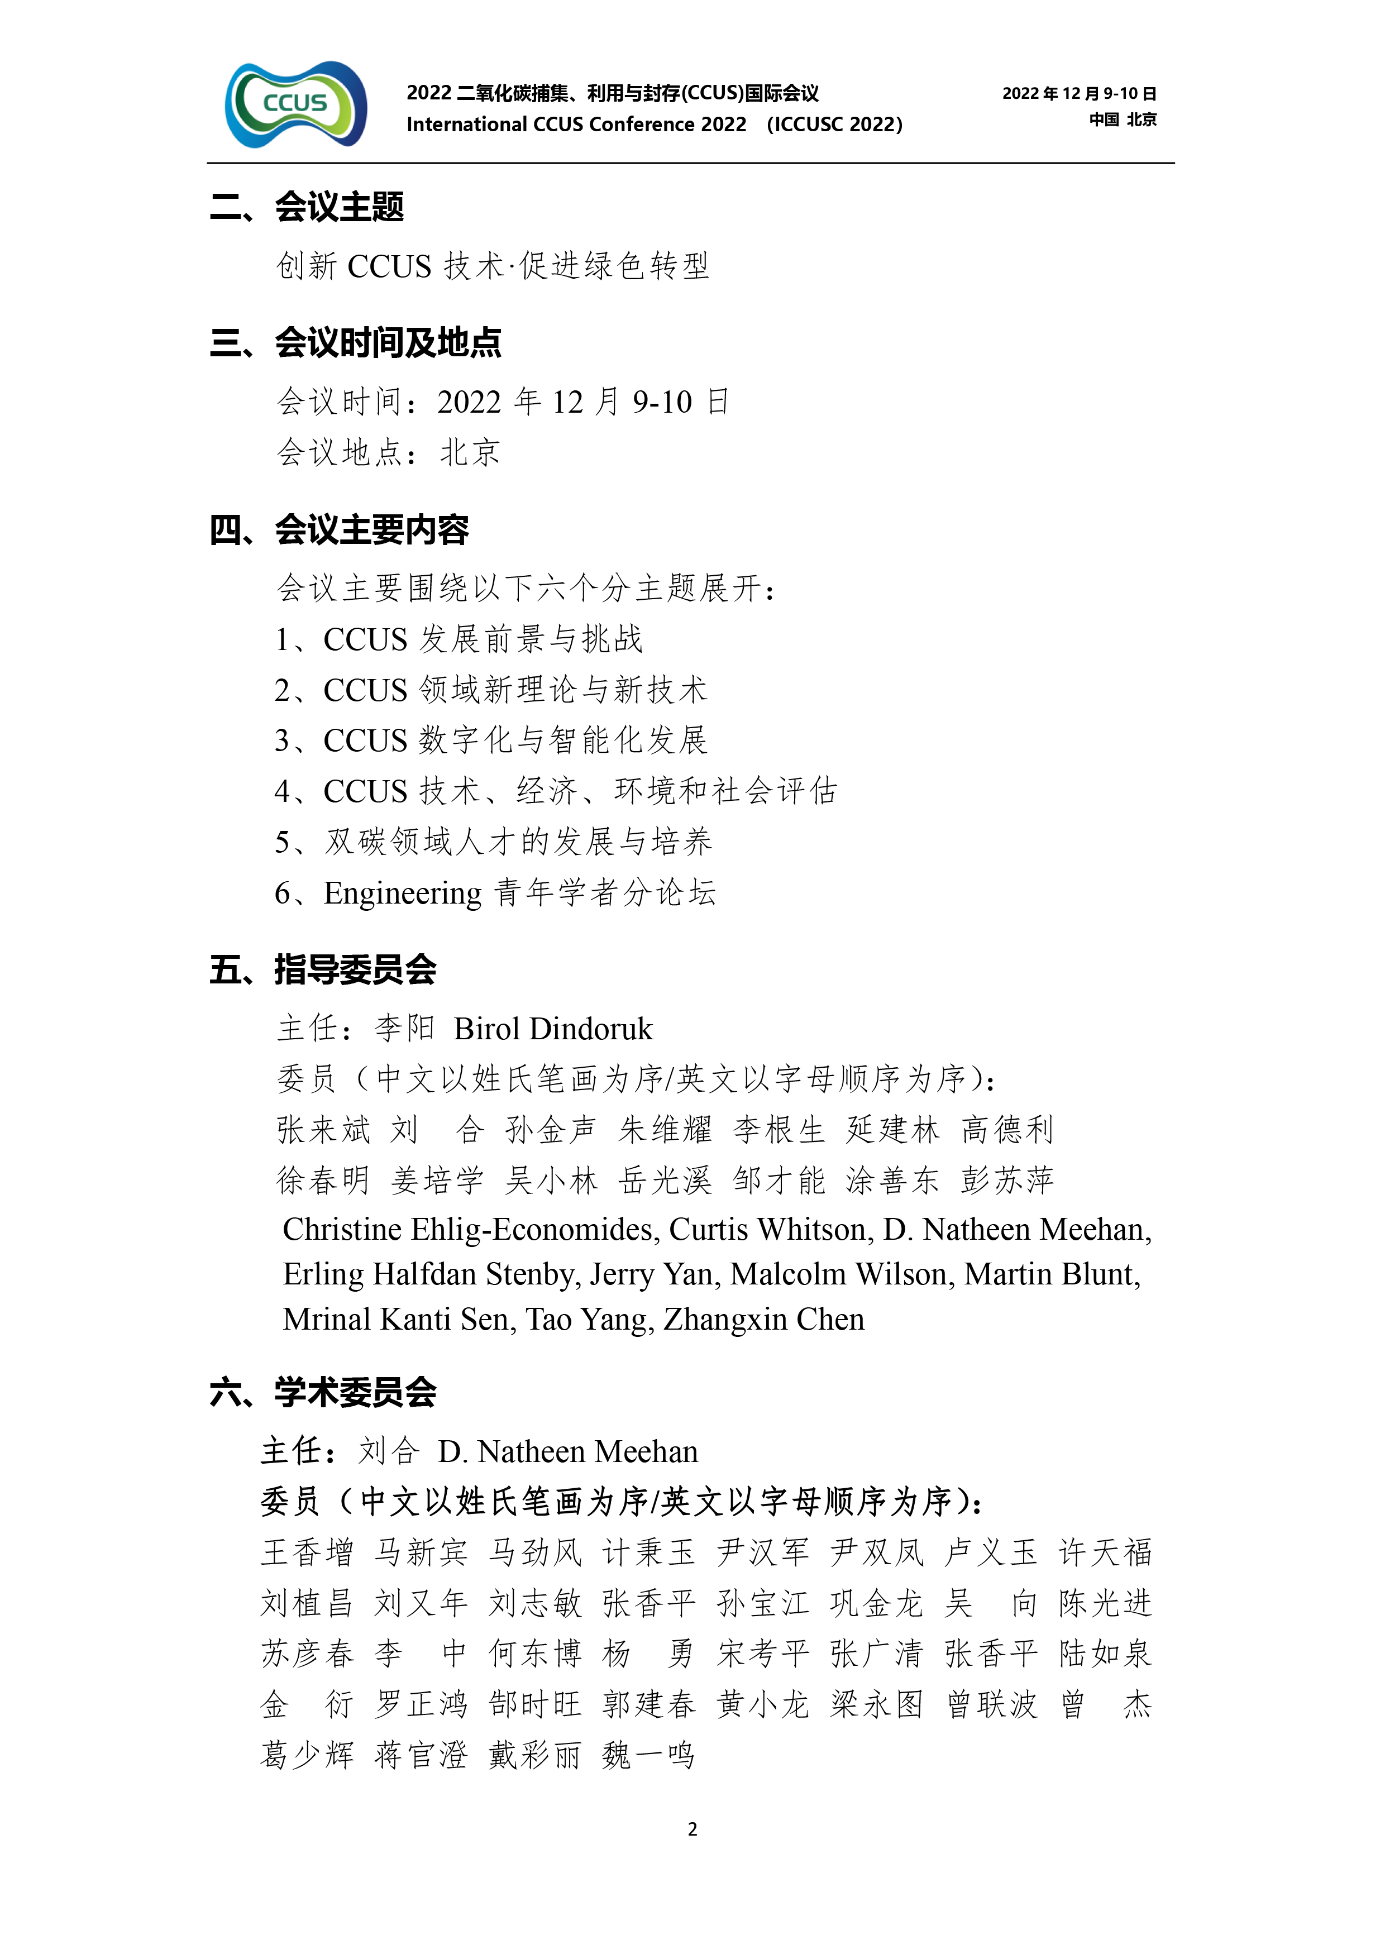 CCUS
2022 二氧化碳捕集、利用与封存(CCUS)国际会议
2022 年 12 月 9-10 日
International CCUS Conference 2022 （ICCUSC 2022）
中国 北京
二、会议主题
创新 CCUS 技术·促进绿色转型
三、会议时间及地点
会议时间：2022 年 12 月 9-10 日
会议地点：北京
四、会议主要内容
会议主要围绕以下六个分主题展开：
1、CCUS 发展前景与挑战
2、CCUS 领域新理论与新技术
3、CCUS 数字化与智能化发展
4、CCUS 技术、经济、环境和社会评估
5、双碳领域人才的发展与培养
6、Engineering 青年学者分论坛
五、指导委员会
主任：李阳 Birol Dindoruk
委员（中文以姓氏笔画为序/英文以字母顺序为序）：
张来斌 刘　合 孙金声 朱维耀 李根生 延建林 高德利
徐春明 姜培学 吴小林 岳光溪 邹才能 涂善东 彭苏萍
Christine Ehlig-Economides, Curtis Whitson, D. Natheen Meehan,
Erling Halfdan Stenby, Jerry Yan, Malcolm Wilson, Martin Blunt,
Mrinal Kanti Sen, Tao Yang, Zhangxin Chen
六、学术委员会
主任：刘合 D. Natheen Meehan
委员（中文以姓氏笔画为序/英文以字母顺序为序）：
王香增 马新宾 马劲风 计秉玉 尹汉军 尹双凤 卢义玉 许天福
刘植昌 刘又年 刘志敏 张香平 孙宝江 巩金龙 吴　向 陈光进
苏彦春 李　中 何东博 杨　勇 宋考平 张广清 张香平 陆如泉
金　衍 罗正鸿 郜时旺 郭建春 黄小龙 梁永图 曾联波 曾　杰
葛少辉 蒋官澄 戴彩丽 魏一鸣
2